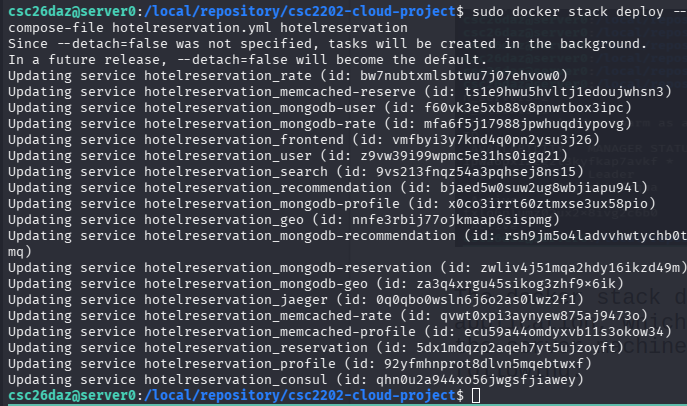 csc26daz@server0:/local/repository/csc2202-cloud-project$ sudo docker stack deploy --
compose-file hotelreservation.yml hotelreservation
Since --detach=false was not specified, tasks will be created in the background.
In a future release, --detach=false will become the default.
Updating service hotelreservation_rate (id: bw7nubtxmlsbtwu7j07ehvow0)
Updating service hotelreservation_memcached-reserve (id: ts1e9hwu5hvltj1edoujwhsn3)
Updating service hotelreservation_mongodb-user (id: f60vk3e5xb88v8pnwtbox3ipc)
Updating service hotelreservation_mongodb-rate (id: mfa6f5j17988jpwhuqdiypovg)
Updating service hotelreservation_frontend (id: vmfbyi3y7knd4q0pn2ysu3j26)
Updating service hotelreservation_user (id: z9vw39i99wpmc5e31hs0igq21)
Updating service hotelreservation_search (id: 9vs213fnqz54a3pqhsej8ns15)
Updating service hotelreservation_recommendation (id: bjaed5w0suw2ug8wbjiapu94l)
Updating service hotelreservation_mongodb-profile (id: x0co3irrt60ztmxse3ux58pio)
Updating service hotelreservation_geo (id: nnfe3rbij77ojkmaap6sispmg)
Updating service hotelreservation_mongodb-recommendation (id: rsh9jm5o4ladvvhwtychb0t
mq)
Updating service hotelreservation_mongodb-reservation (id: zwliv4j51mqa2hdy16ikzd49m)
Updating service hotelreservation_mongodb-geo (id: za3q4xrgu45sikog3zhf9×6ik)
Updating service hotelreservation_jaeger (id: 0q0qbo0wsln6j6o2as0lwz2f1)
Updating service hotelreservation_memcached-rate (id: qvwt0xpi3aynyew875aj9473o)
Updating service hotelreservation_memcached-profile (id: ecu59a44omdyxvb11s3okow34)
Updating service hotelreservation_reservation (id: 5dx1mdqzp2aqeh7yt5ujzoyft)
Updating service hotelreservation_profile (id: 92yfmhnprot8dlvn5mqemuwxf)
Updating service hotelreservation_consul (id: qhn0u2a944xo56jwgsfjiawey)
csc26daz@server0:/local/repository/csc2202-cloud-project$